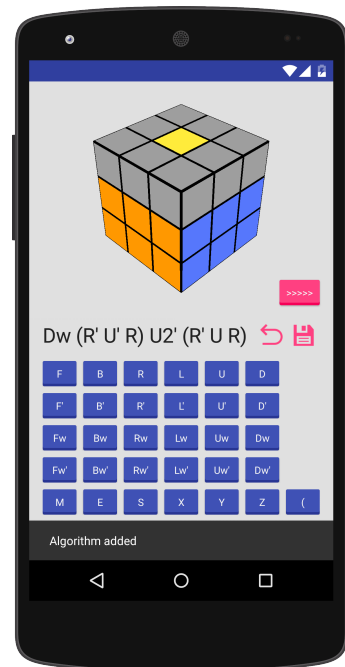 >>>>>
Dw (R' U' R) U2' (R' U R)
F B R L U D
F' B' R' L' U' D'
Fw Bw Rw Lw Uw Dw
Fw' Bw' Rw' Lw' Uw' Dw'
M E S X Y Z (
Algorithm added